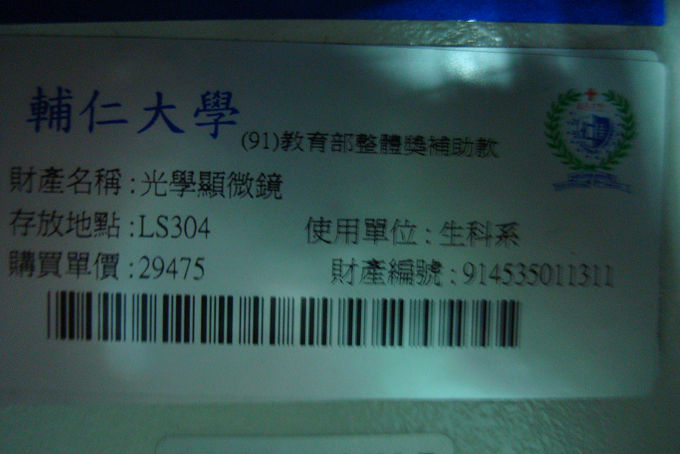 輔仁大學
(91)教育部整體獎補助款
財產名稱:光學顯微鏡
存放地點:LS304 使用單位:生科系
購買單價:29475 財產編號:914535011311